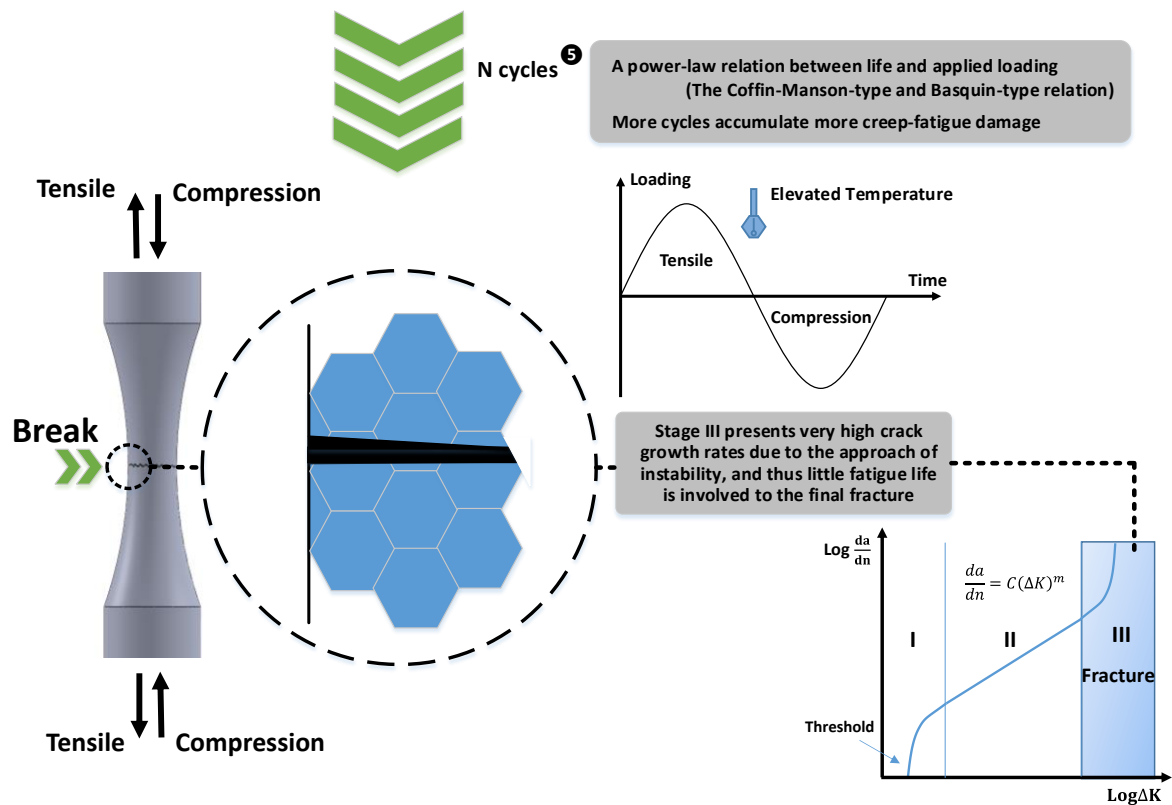 N cycles ❺
A power-law relation between life and applied loading
(The Coffin-Manson-type and Basquin-type relation)
More cycles accumulate more creep-fatigue damage
Tensile
Compression
Loading
Elevated Temperature
Tensile
Time
Compression
Break
Stage III presents very high crack
growth rates due to the approach of
instability, and thus little fatigue life
is involved to the final fracture
Log da/dn
da/dn = C(ΔK)^m
I
II
III
Fracture
Threshold
LogΔK
Tensile
Compression